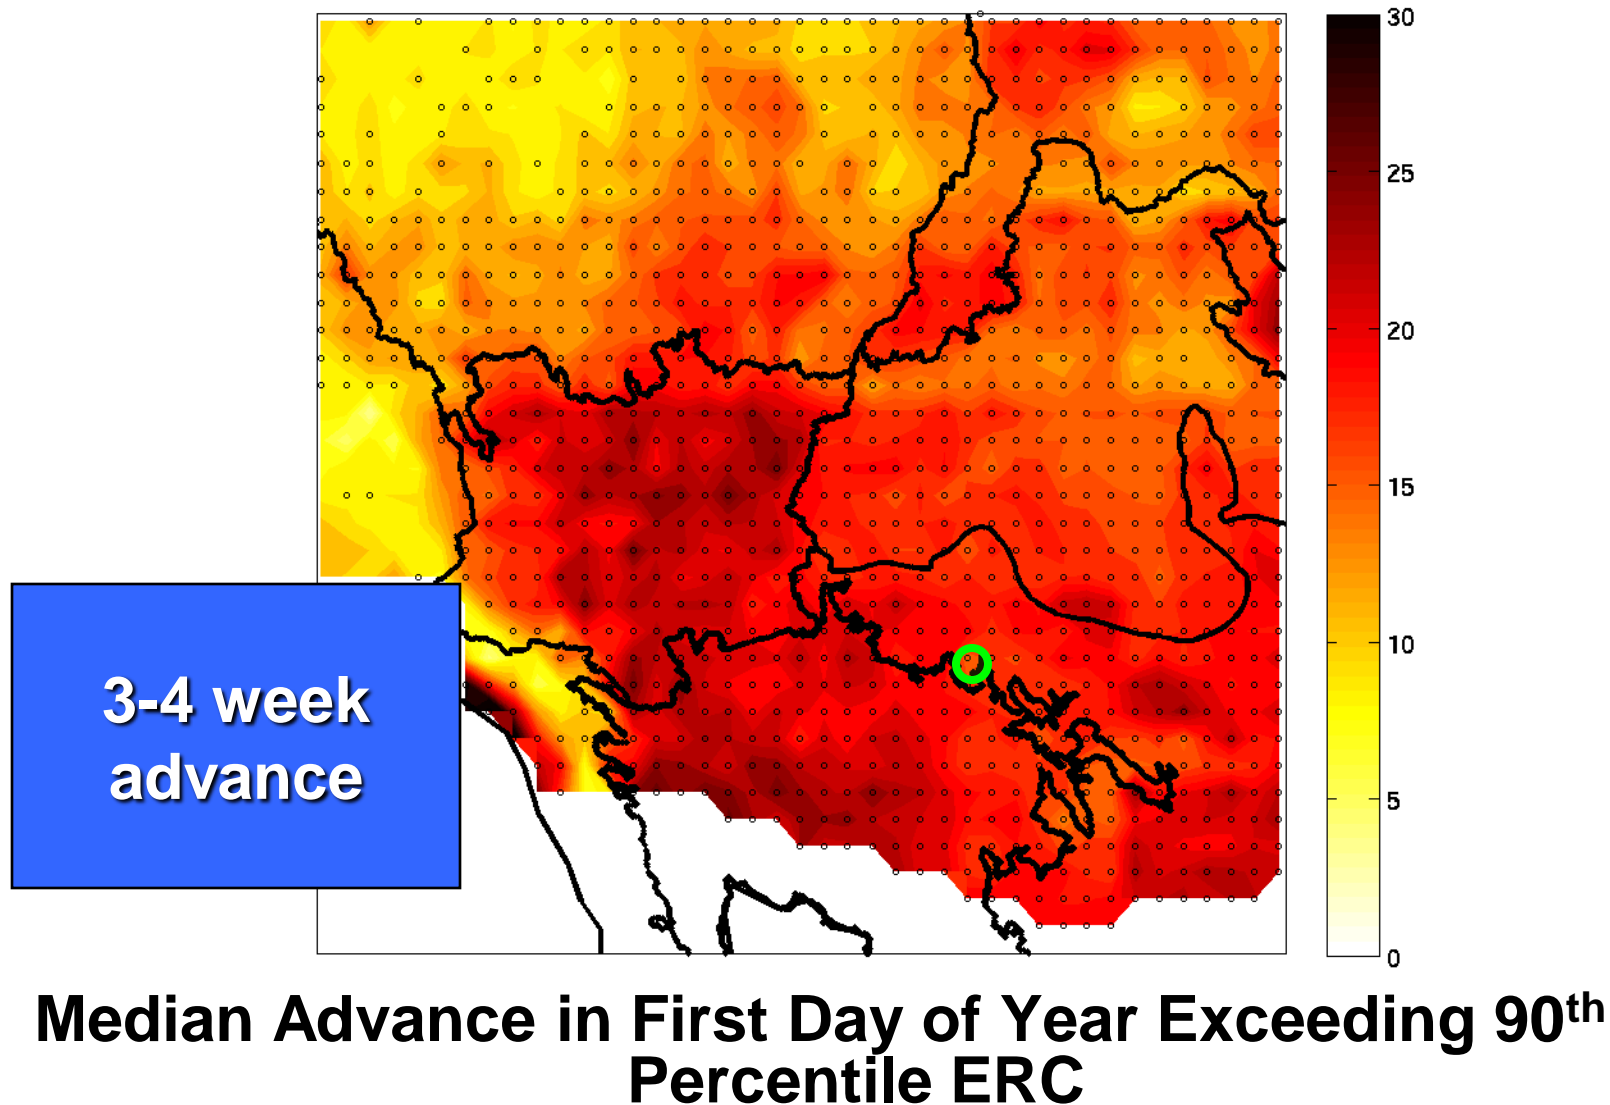 30
25
20
15
10
5
0
3-4 week
advance
Median Advance in First Day of Year Exceeding 90th
Percentile ERC